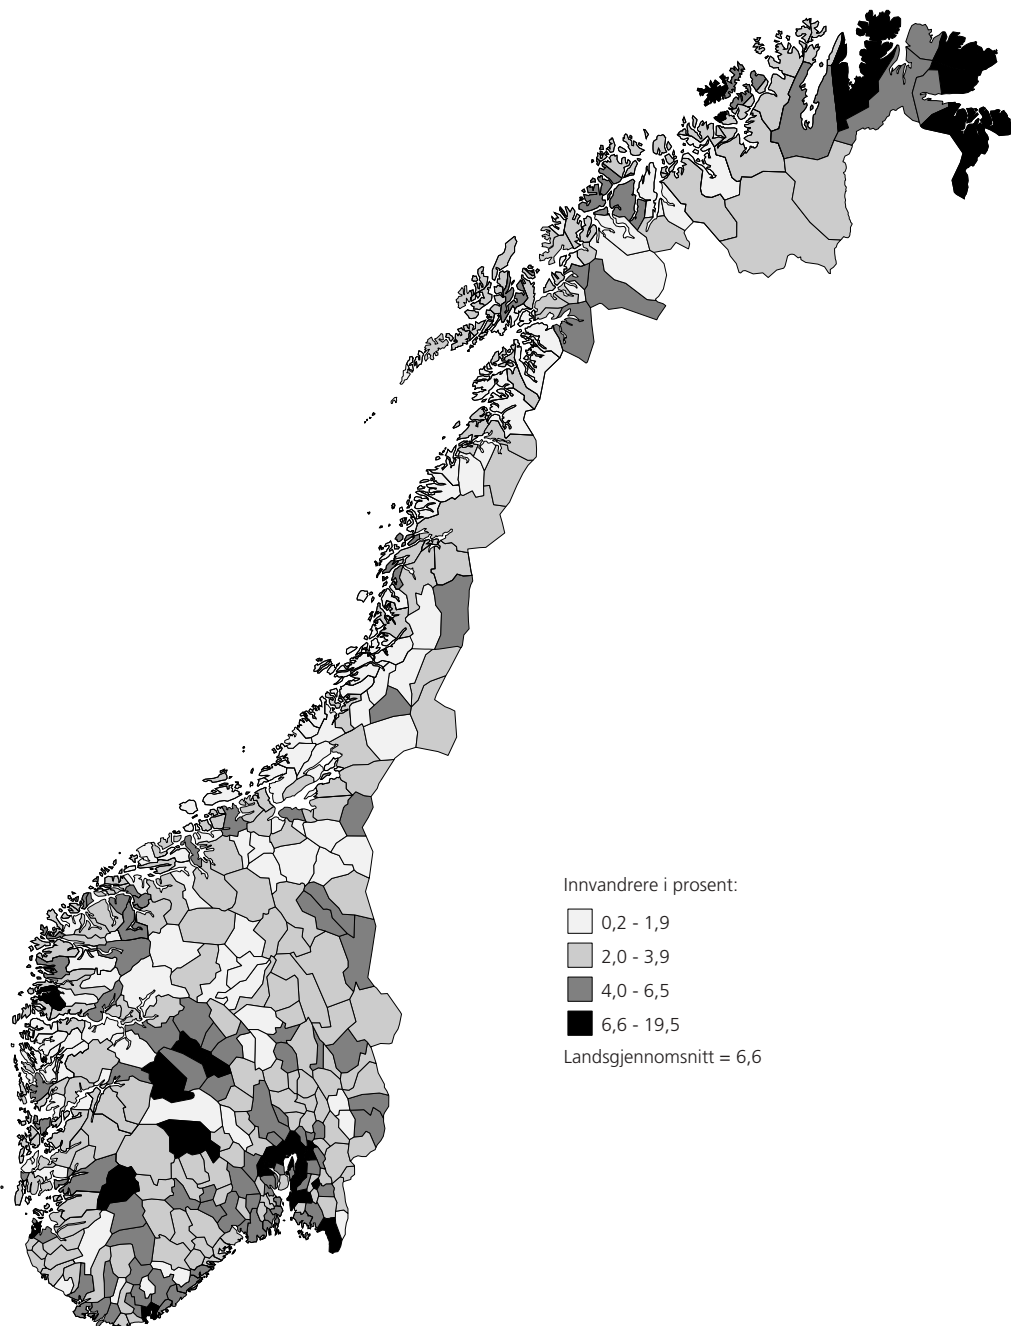 Innvandrere i prosent:
0,2 - 1,9
2,0 - 3,9
4,0 - 6,5
6,6 - 19,5
Landsgjennomsnitt = 6,6